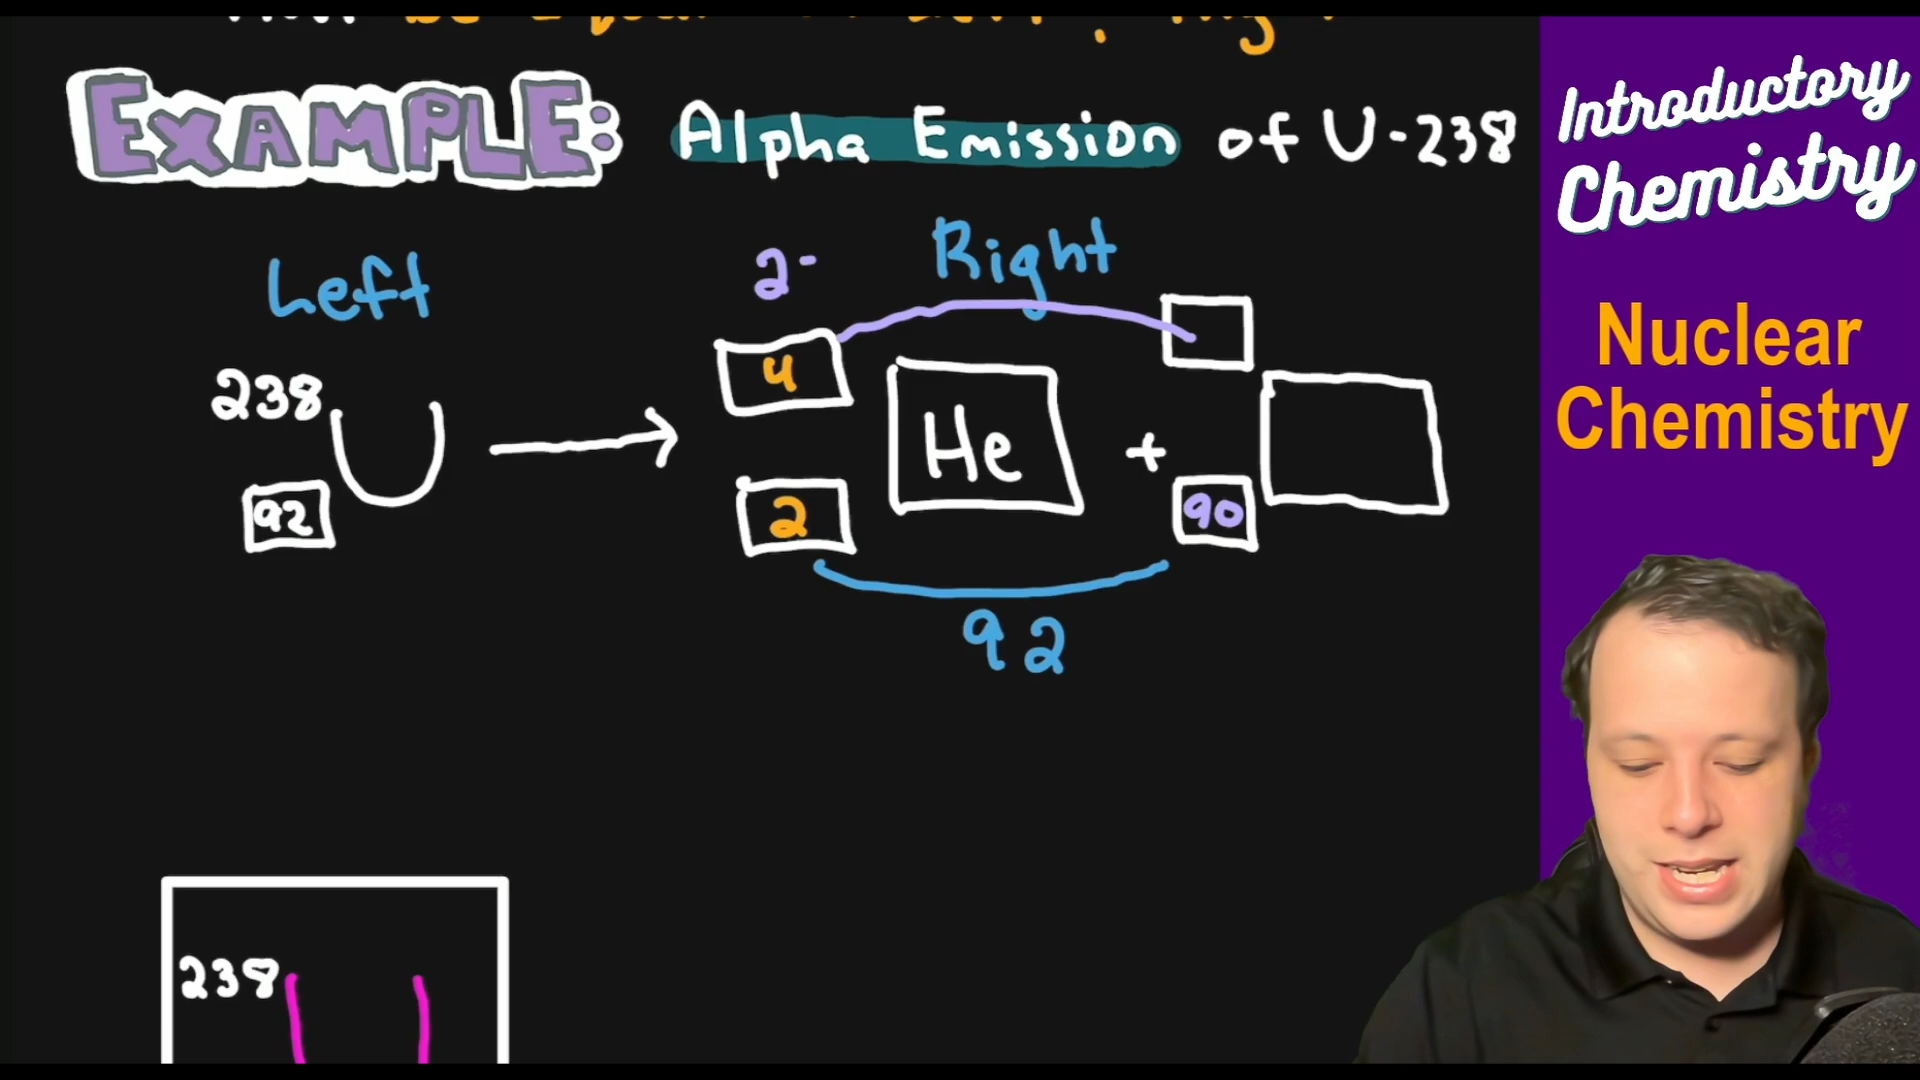 EXAMPLE: Alpha Emission of U-238
Left
2-
Right
238
92
U
4
2
He
+
90
92
238
Introductory
Chemistry
Nuclear
Chemistry